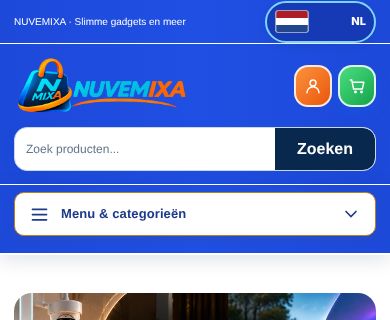 NUVEMIXA · Slimme gadgets en meer
NL
N
MIXA
NUVEMIXA
Zoek producten...
Zoeken
Menu & categorieën